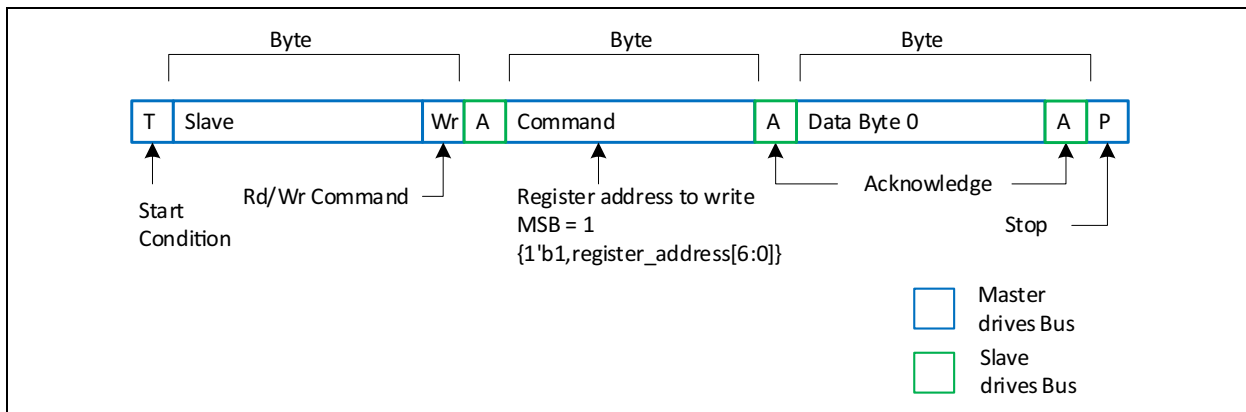 Byte Byte Byte
T Slave Wr A Command A Data Byte 0 A P
Rd/Wr Command
Start
Condition
Register address to write
MSB = 1
{1'b1,register_address[6:0]}
Acknowledge
Stop
Master
drives Bus
Slave
drives Bus